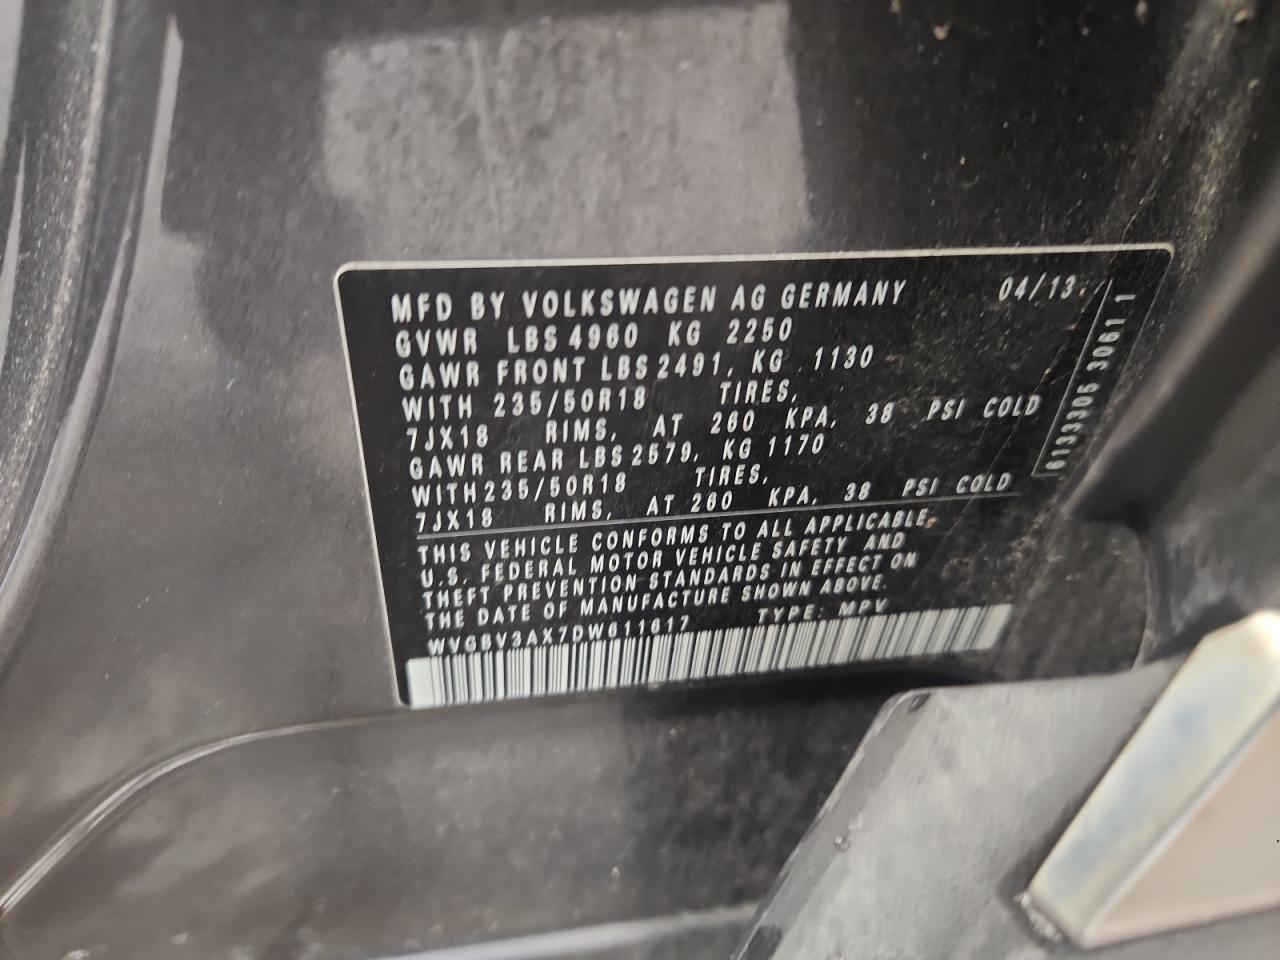 MFD BY VOLKSWAGEN AG GERMANY 04/13
GVWR LBS 4960 KG 2250
GAWR FRONT LBS 2491, KG 1130
WITH 235/50R18 TIRES,
7JX18 RIMS, AT 260 KPA, 38 PSI COLD
GAWR REAR LBS 2579, KG 1170
WITH 235/50R18 TIRES,
7JX18 RIMS, AT 260 KPA, 38 PSI COLD
THIS VEHICLE CONFORMS TO ALL APPLICABLE
U.S. FEDERAL MOTOR VEHICLE SAFETY AND
THEFT PREVENTION STANDARDS IN EFFECT ON
THE DATE OF MANUFACTURE SHOWN ABOVE.
WVGBV3AX7DW611617 TYPE: MPV
6133305 3061 1